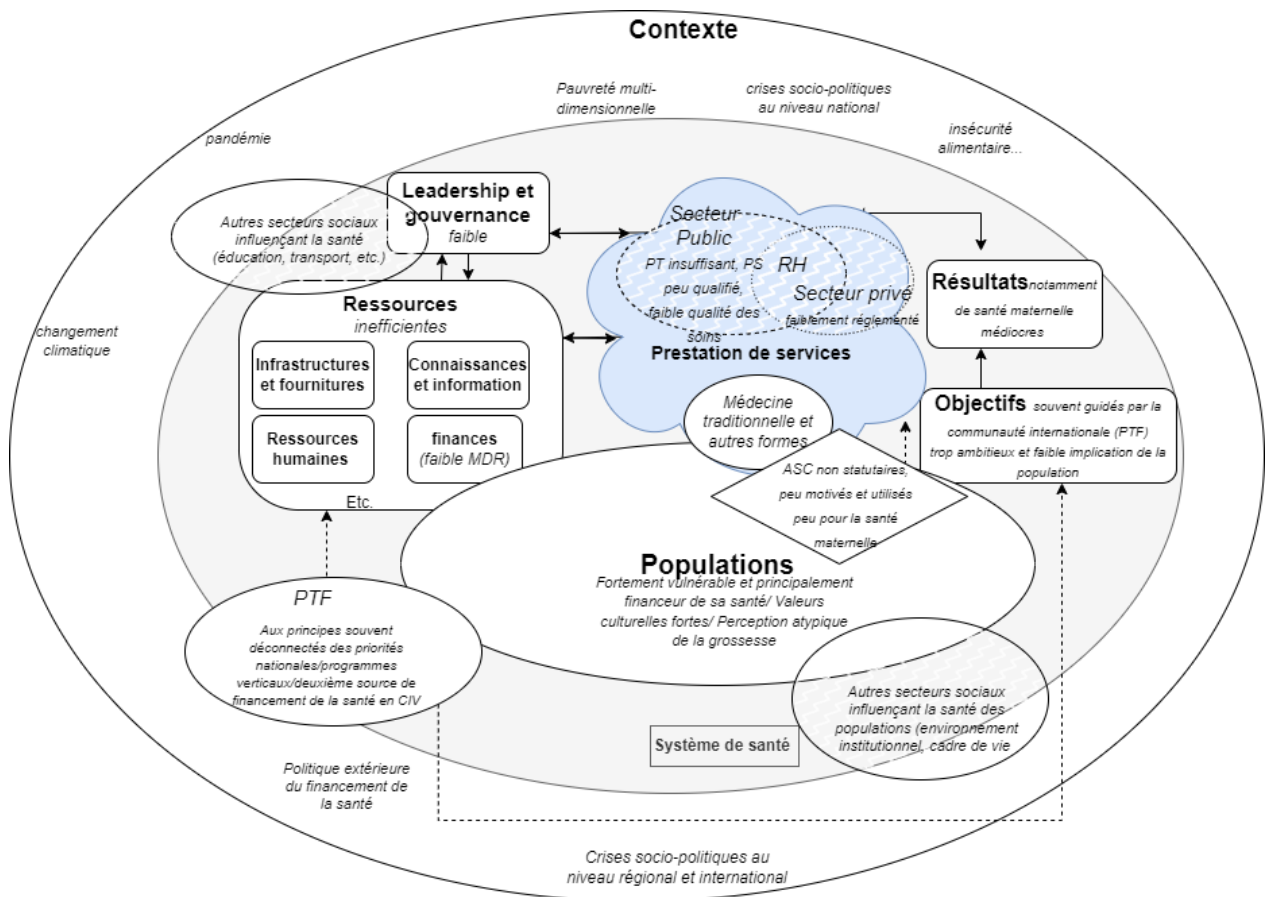 Contexte
Pauvreté multi-
dimensionnelle
crises socio-politiques
au niveau national
insécurité
alimentaire...
pandémie
changement
climatique
Autres secteurs sociaux
influençant la santé
(éducation, transport, etc.)
Leadership et
gouvernance
faible
Ressources
inefficientes
Infrastructures
et fournitures
Connaissances
et information
Ressources
humaines
finances
(faible MDR)
Etc.
Secteur
Public
PT insuffisant, PS
peu qualifié,
faible qualité des
soins
RH
Secteur privé
faiblement réglementé
Prestation de services
Médecine
traditionnelle et
autres formes
ASC non statutaires,
peu motivés et utilisés
peu pour la santé
maternelle
Résultats notamment
de santé maternelle
médiocres
Objectifs souvent guidés par la
communauté internationale (PTF)
trop ambitieux et faible implication de la
population
Populations
Fortement vulnérable et principalement
financeur de sa santé/ Valeurs
culturelles fortes/ Perception atypique
de la grossesse
PTF
Aux principes souvent
déconnectés des priorités
nationales/programmes
verticaux/deuxième source de
financement de la santé en CIV
Autres secteurs sociaux
influençant la santé des
populations (environnement
institutionnel, cadre de vie
Système de santé
Politique extérieure
du financement de
la santé
Crises socio-politiques au
niveau régional et international